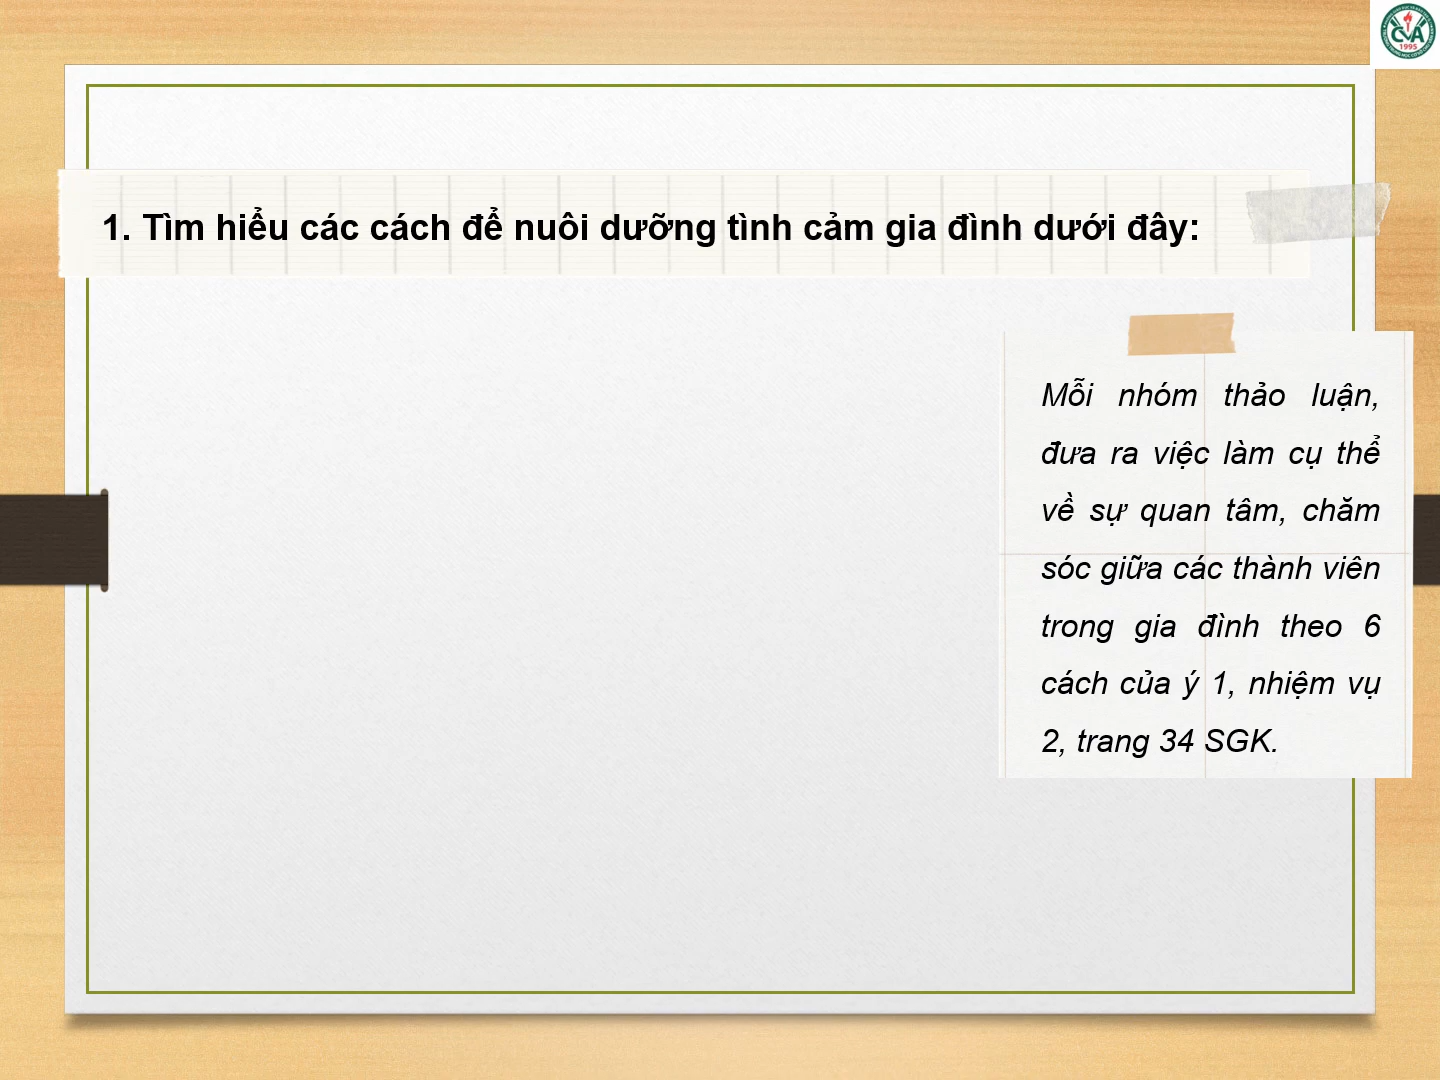 CVA
1995
1. Tìm hiểu các cách để nuôi dưỡng tình cảm gia đình dưới đây:
Mỗi nhóm thảo luận,
đưa ra việc làm cụ thể
về sự quan tâm, chăm
sóc giữa các thành viên
trong gia đình theo 6
cách của ý 1, nhiệm vụ
2, trang 34 SGK.